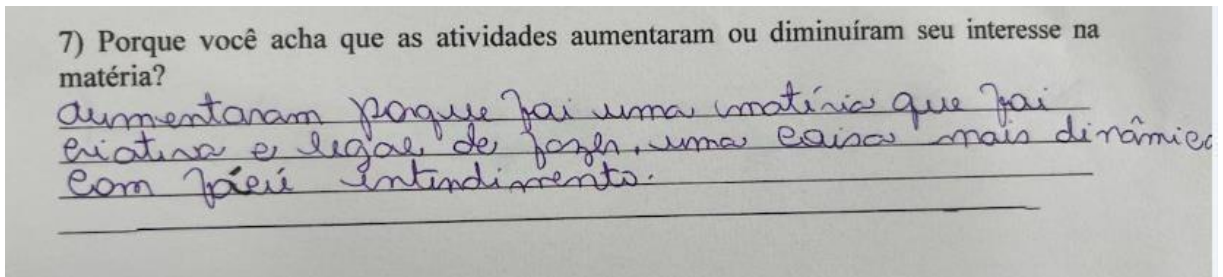 7) Porque você acha que as atividades aumentaram ou diminuíram seu interesse na
matéria?
aumentaram porque foi uma matéria que foi
criativa e legal de fazer, uma coisa mais dinâmica
com fácil intendimento.